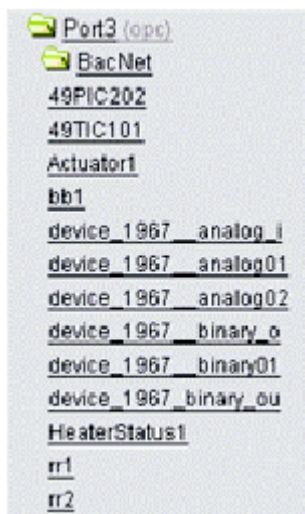 Port3 (opc)
BacNet
49PIC202
49TIC101
Actuator1
bb1
device_1967__analog_i
device_1967__analog01
device_1967__analog02
device_1967__binary_o
device_1967__binary01
device_1967_binary_ou
HeaterStatus1
rr1
rr2